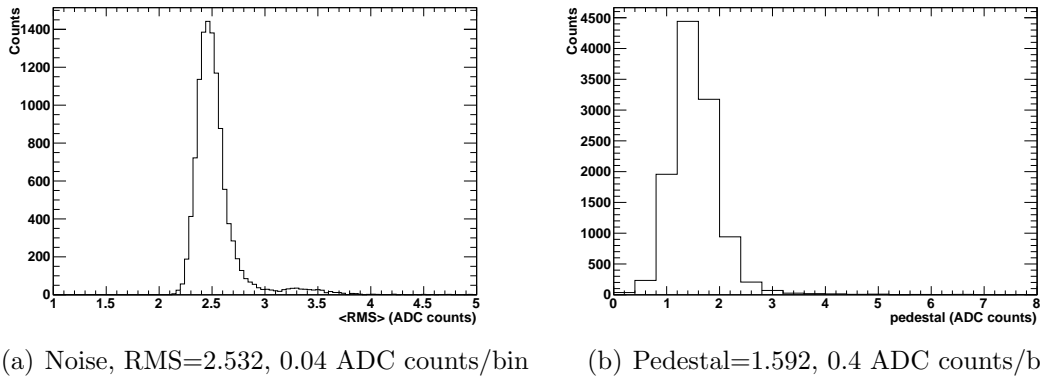 Counts
1400
1200
1000
800
600
400
200
0
1 1.5 2 2.5 3 3.5 4 4.5 5
<RMS> (ADC counts)
Counts
4500
4000
3500
3000
2500
2000
1500
1000
500
0
0 1 2 3 4 5 6 7 8
pedestal (ADC counts)
(a) Noise, RMS=2.532, 0.04 ADC counts/bin
(b) Pedestal=1.592, 0.4 ADC counts/b